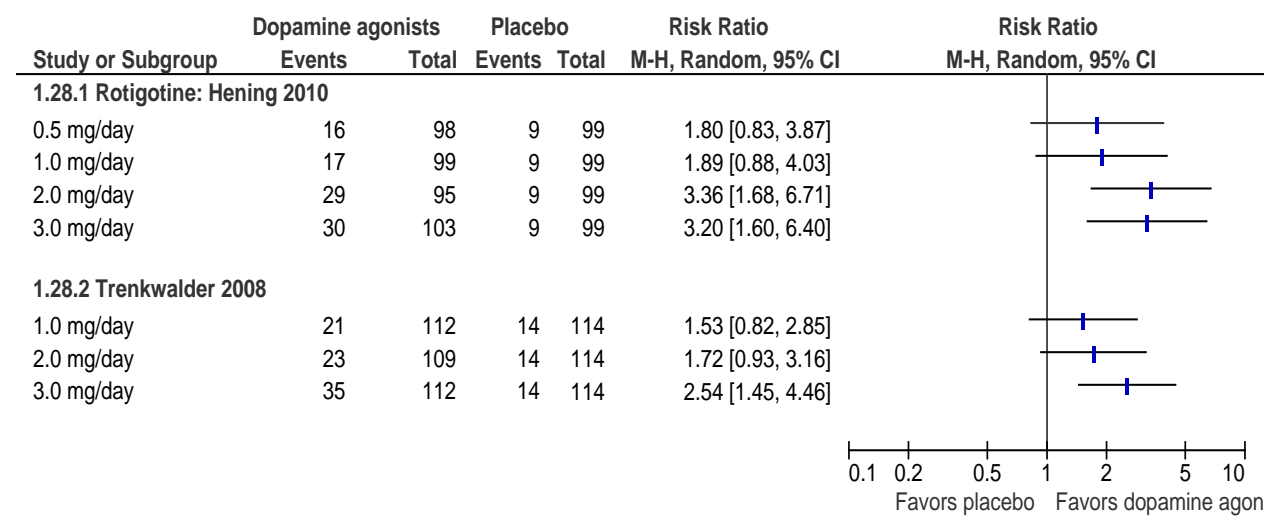 Dopamine agonists Placebo Risk Ratio Risk Ratio
Study or Subgroup Events Total Events Total M-H, Random, 95% CI M-H, Random, 95% CI
1.28.1 Rotigotine: Hening 2010
0.5 mg/day 16 98 9 99 1.80 [0.83, 3.87]
1.0 mg/day 17 99 9 99 1.89 [0.88, 4.03]
2.0 mg/day 29 95 9 99 3.36 [1.68, 6.71]
3.0 mg/day 30 103 9 99 3.20 [1.60, 6.40]
1.28.2 Trenkwalder 2008
1.0 mg/day 21 112 14 114 1.53 [0.82, 2.85]
2.0 mg/day 23 109 14 114 1.72 [0.93, 3.16]
3.0 mg/day 35 112 14 114 2.54 [1.45, 4.46]
0.1 0.2 0.5 1 2 5 10
Favors placebo Favors dopamine agon